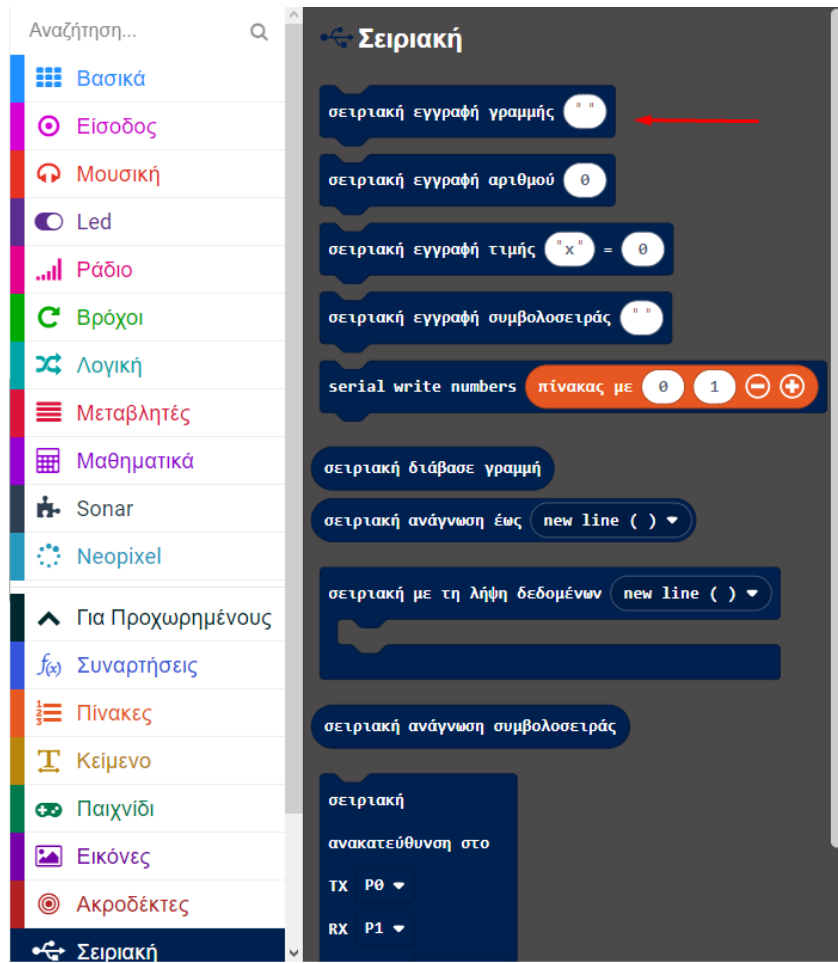 Αναζήτηση...
Βασικά
Είσοδος
Μουσική
Led
Ράδιο
Βρόχοι
Λογική
Μεταβλητές
Μαθηματικά
Sonar
Neopixel
Για Προχωρημένους
f(x) Συναρτήσεις
1 2 3 Πίνακες
T Κείμενο
Παιχνίδι
Εικόνες
Ακροδέκτες
Σειριακή
Σειριακή
σειριακή εγγραφή γραμμής " "
σειριακή εγγραφή αριθμού 0
σειριακή εγγραφή τιμής "x" = 0
σειριακή εγγραφή συμβολοσειράς " "
serial write numbers πίνακας με 0 1
σειριακή διάβασε γραμμή
σειριακή ανάγνωση έως new line ( )
σειριακή με τη λήψη δεδομένων new line ( )
σειριακή ανάγνωση συμβολοσειράς
σειριακή
ανακατεύθυνση στο
TX P0
RX P1